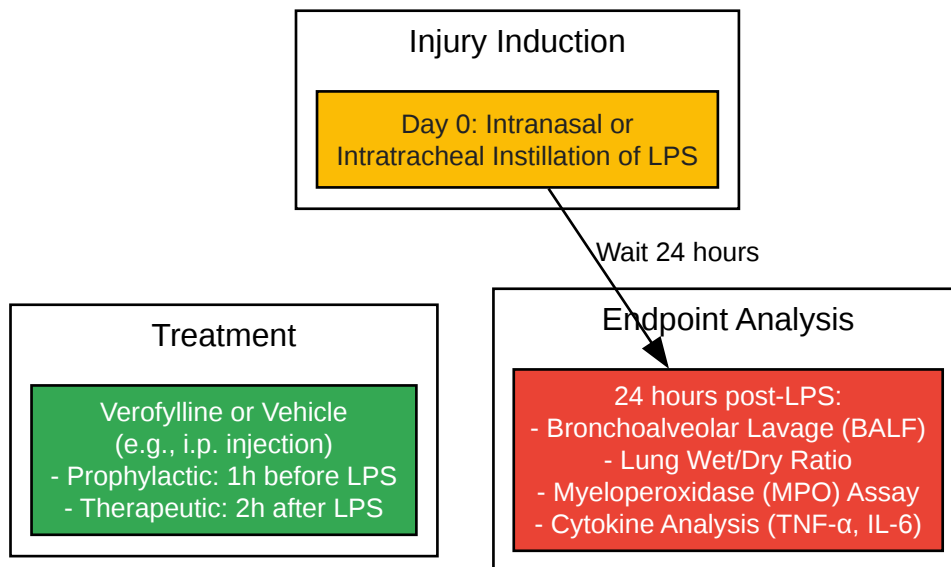 Injury Induction
Day 0: Intranasal or
Intratracheal Instillation of LPS
Wait 24 hours
Treatment
Verofylline or Vehicle
(e.g., i.p. injection)
- Prophylactic: 1h before LPS
- Therapeutic: 2h after LPS
Endpoint Analysis
24 hours post-LPS:
- Bronchoalveolar Lavage (BALF)
- Lung Wet/Dry Ratio
- Myeloperoxidase (MPO) Assay
- Cytokine Analysis (TNF-α, IL-6)